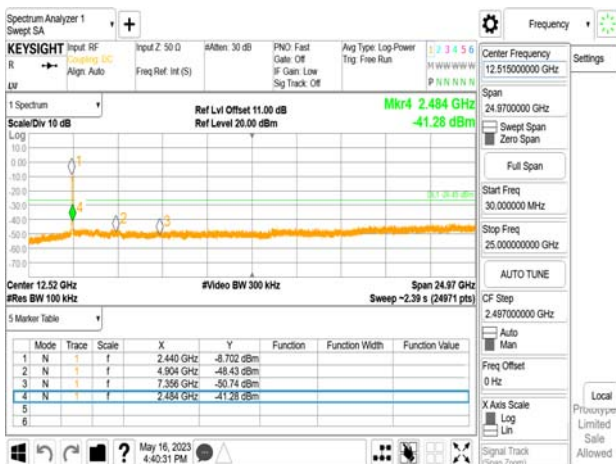 Spectrum Analyzer 1
Swept SA
+
Frequency
KEYSIGHT
Input: RF
Input Z: 50 Ω
#Atten: 30 dB
PNO: Fast
Avg Type: Log-Power
1 2 3 4 5 6
R
Coupling: DC
Gate: Off
Trig: Free Run
M W W W W W
Align: Auto
Freq Ref: Int (S)
IF Gain: Low
Sig Track: Off
P N N N N N
1 Spectrum
Ref Lvl Offset 11.00 dB
Mkr4 2.484 GHz
Scale/Div 10 dB
Ref Level 20.00 dBm
-41.28 dBm
Log
10.0
0.00
-10.0
-20.0
-30.0
-40.0
-50.0
-60.0
-70.0
1
4
2
3
Center 12.52 GHz
#Video BW 300 kHz
Span 24.97 GHz
#Res BW 100 kHz
Sweep ~2.39 s (24971 pts)
5 Marker Table
Mode Trace Scale X Y Function Function Width Function Value
1 N 1 f 2.440 GHz -8.702 dBm
2 N 1 f 4.904 GHz -48.43 dBm
3 N 1 f 7.356 GHz -50.74 dBm
4 N 1 f 2.484 GHz -41.28 dBm
5
6
?
May 16, 2023
4:40:31 PM
Center Frequency
12.515000000 GHz
Settings
Span
24.9700000 GHz
Swept Span
Zero Span
Full Span
Start Freq
30.000000 MHz
Stop Freq
25.000000000 GHz
AUTO TUNE
CF Step
2.497000000 GHz
Auto
Man
Freq Offset
0 Hz
X Axis Scale
Log
Lin
Signal Track
(Span Zoom)
Local
Prototype
Limited
Sale
Allowed